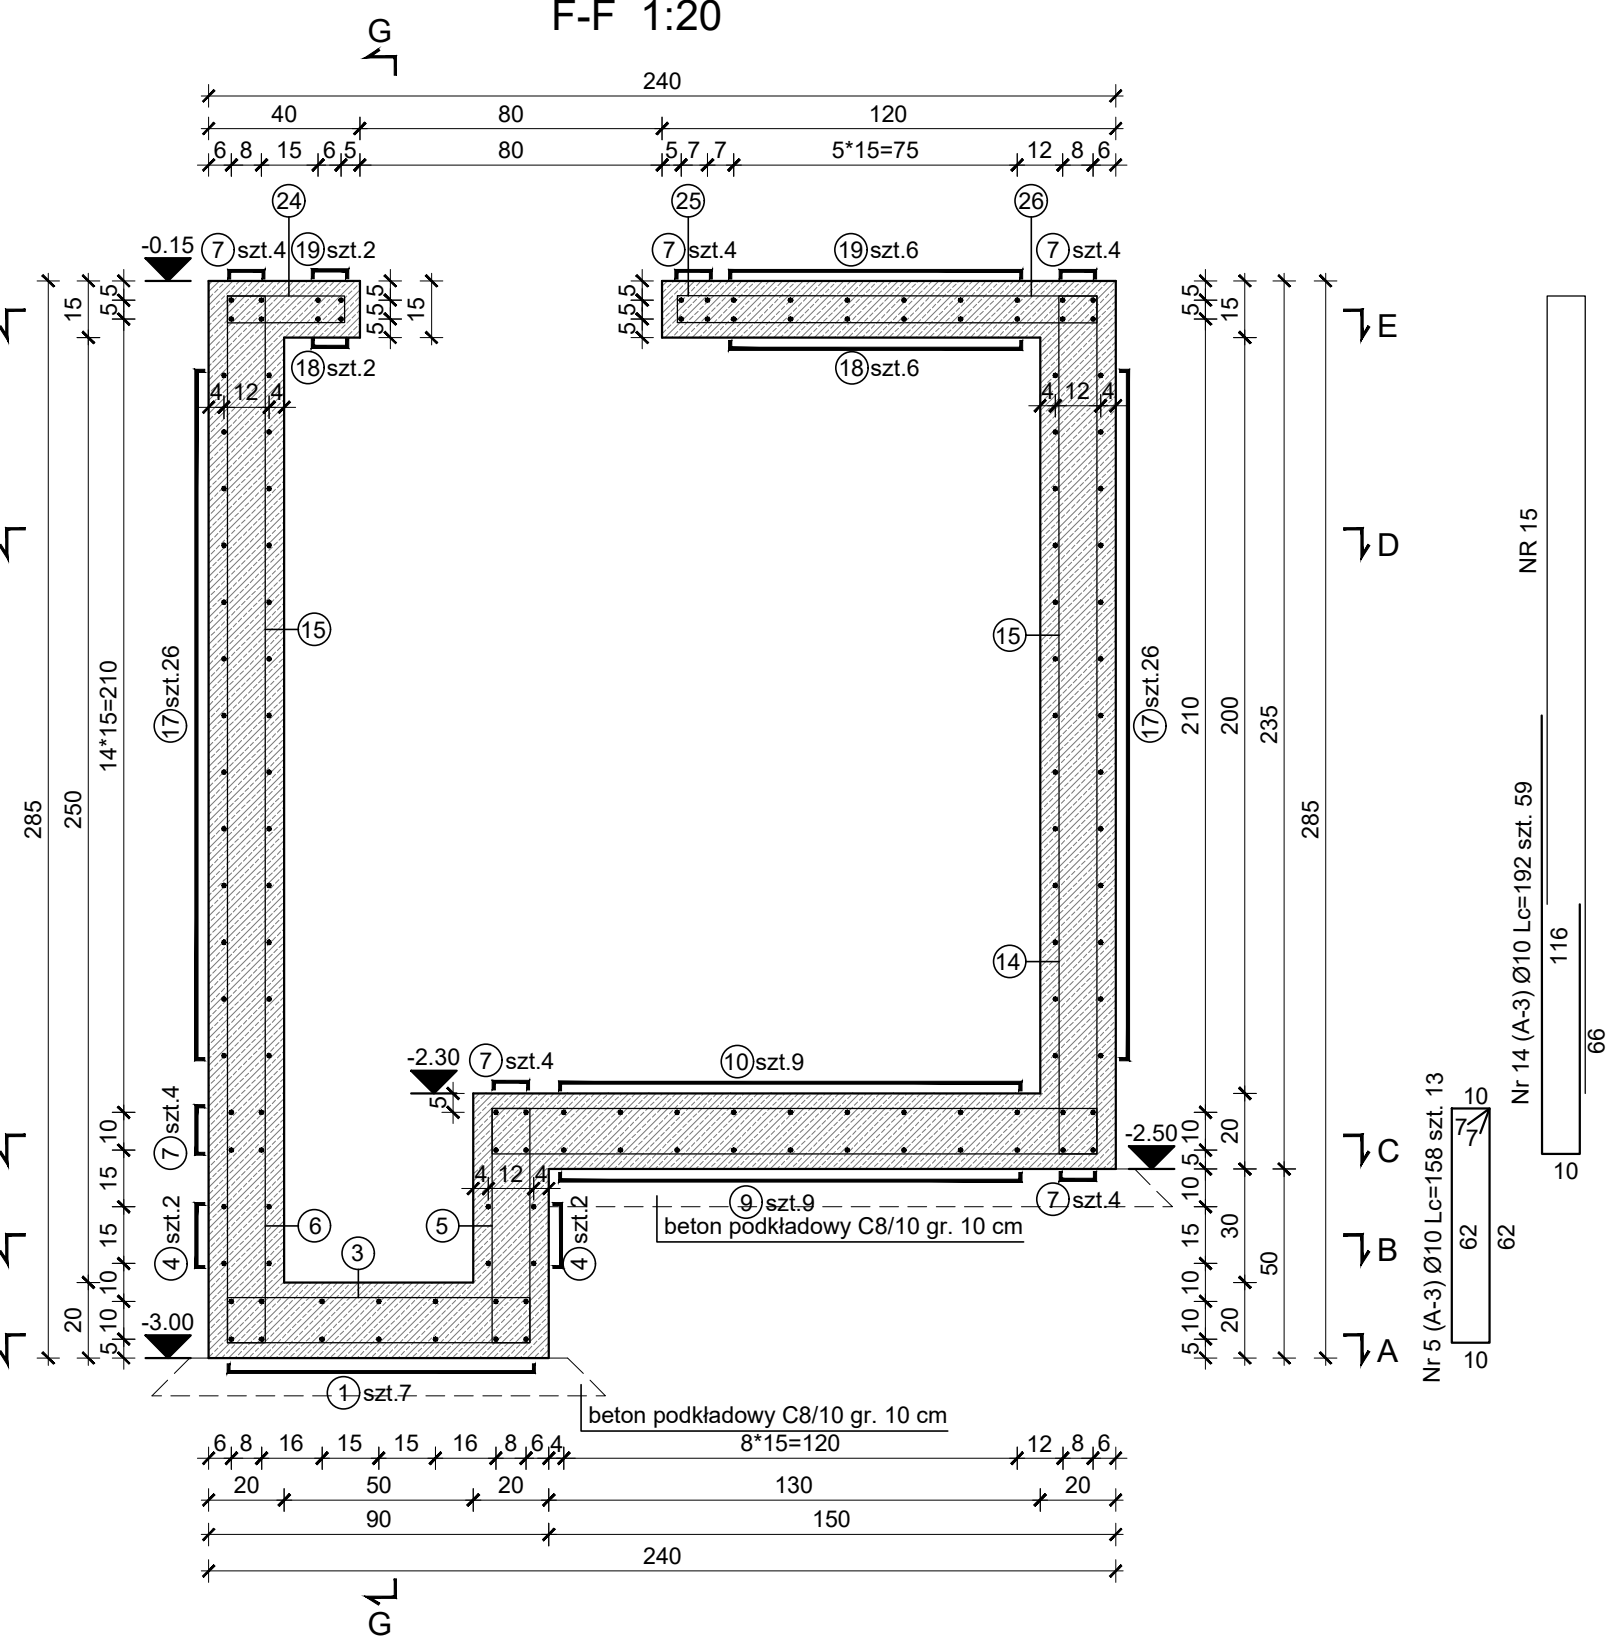 F-F 1:20
G
240
40 80 120
6 8 15 6 5 80 5 7 7 5*15=75 12 8 6
24 25 26
-0.15 7 szt.4 19 szt.2 7 szt.4 19 szt.6 7 szt.4
15 5 5 5 5 5 15 5 5 5 5 5 15
E
18 szt.2 18 szt.6
4 12 4 4 12 4
D
NR 15
15 15
17 szt.26 17 szt.26
14*15=210
285 250 210 200 235 285
14
Nr 14 (A-3) Ø10 Lc=192 szt. 59
116
66
10
-2.30 7 szt.4 10 szt.9
5
7 szt.4
10 15 15 10 10 5
20
-2.50
10 5 10 15 10 10 5
20 30 20
50
C
4 12 4
9 szt.9 7 szt.4
beton podkładowy C8/10 gr. 10 cm
4 szt.2 6 5 4 szt.2
3
B
Nr 5 (A-3) Ø10 Lc=158 szt. 13
10
7 7
62 62
10
-3.00
A
1 szt.7
beton podkładowy C8/10 gr. 10 cm
6 8 16 15 15 16 8 6 4 8*15=120 12 8 6
20 50 20 130 20
90 150
240
G